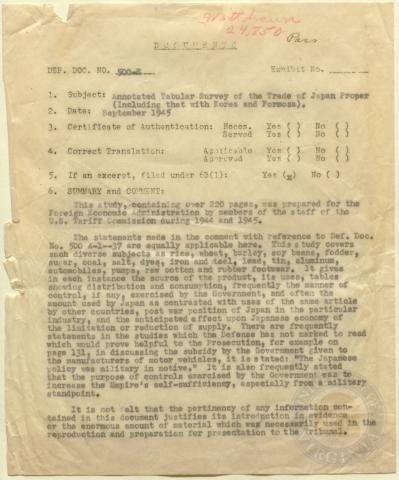 24,750 Pass
DOCUMENTS
DEF. DOC. NO. 500-E Exhibit No.
1. Subject: Annotated Tabular Survey of the Trade of Japan Proper
(Including that with Korea and Formosa).
2. Date: September 1945
3. Certificate of Authentication: Neces. Yes ( ) No ( )
Served Yes ( ) No ( )
4. Correct Translation: Applicable Yes ( ) No ( )
Approved Yes ( ) No ( )
5. If an excerpt, filed under 63(1): Yes (x) No ( )
6. SUMMARY and COMMENT:
This study, containing over 220 pages, was prepared for the
Foreign Economic Administration by members of the staff of the
U.S. Tariff Commission during 1944 and 1945.
The statements made in the comment with reference to Def. Doc.
No. 500 A-1--37 are equally applicable here. This study covers
such diverse subjects as rice, wheat, barley, soy beans, fodder,
sugar, coal, salt, dyes, iron and steel, lead, tin, aluminum,
automobiles, pumps, raw cotton and rubber footwear. It gives
in each instance the source of the product, its uses, tables
showing distribution and consumption, frequently the manner of
control, if any, exercised by the Government, and often the
amount used by Japan as contrasted with uses of the same article
by other countries, post war position of Japan in the particular
industry, and the anticipated effect upon Japanese economy of
the limitation or reduction of supply. There are frequently
statements in the studies which the Defense has not marked to read
which would prove helpful to the Prosecution, for example on
page 131, in discussing the subsidy by the Government given to
the manufacturers of motor vehicles, it is stated: "The Japanese
policy was military in motive." It is also frequently stated
that the purpose of controls exercised by the Government was to
increase the Empire's self-sufficiency, especially from a military
standpoint.
It is not felt that the pertinency of any information con-
tained in this document justifies its introduction in evidence
or the enormous amount of material which was necessarily used in the
reproduction and preparation for presentation to the Tribunal.